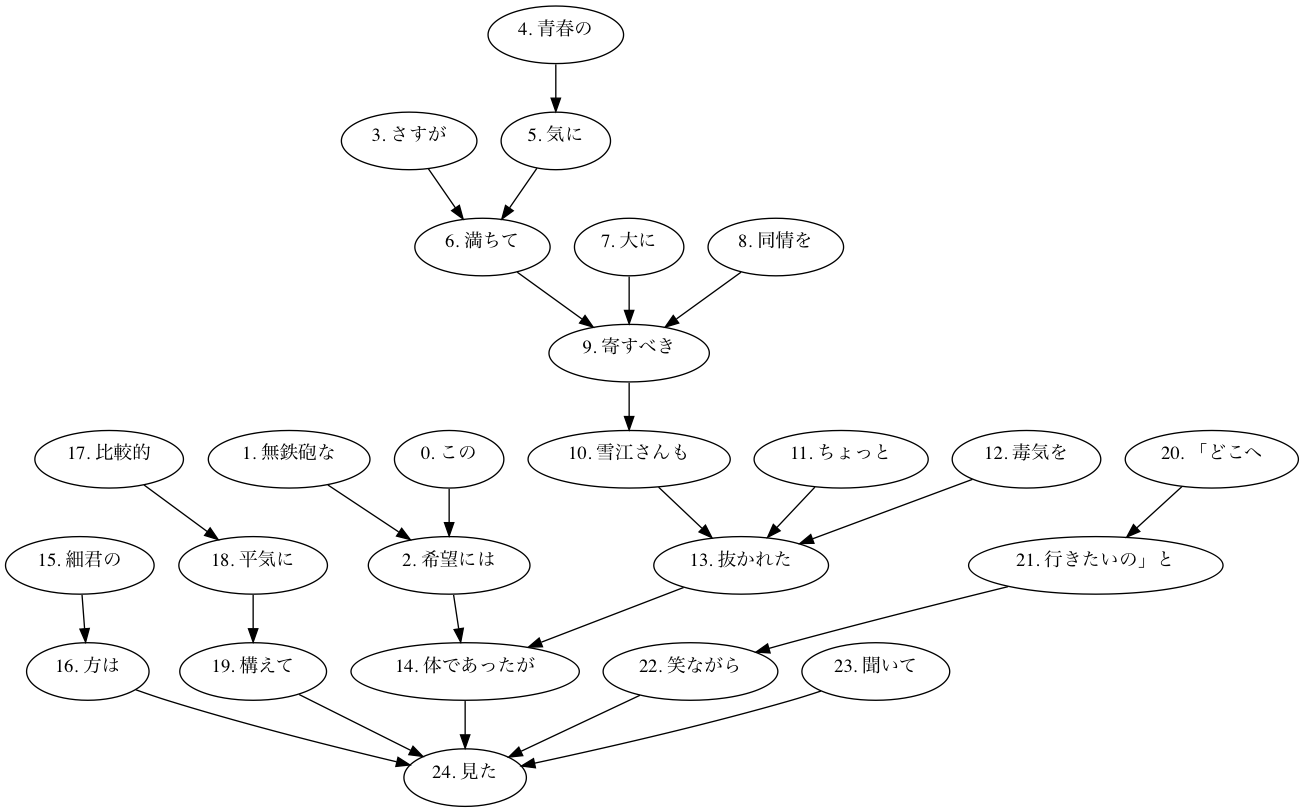 4. 青春の
3. さすが
5. 気に
6. 満ちて
7. 大に
8. 同情を
9. 寄すべき
17. 比較的
1. 無鉄砲な
0. この
10. 雪江さんも
11. ちょっと
12. 毒気を
20. 「どこへ
15. 細君の
18. 平気に
2. 希望には
13. 抜かれた
21. 行きたいの」と
16. 方は
19. 構えて
14. 体であったが
22. 笑ながら
23. 聞いて
24. 見た